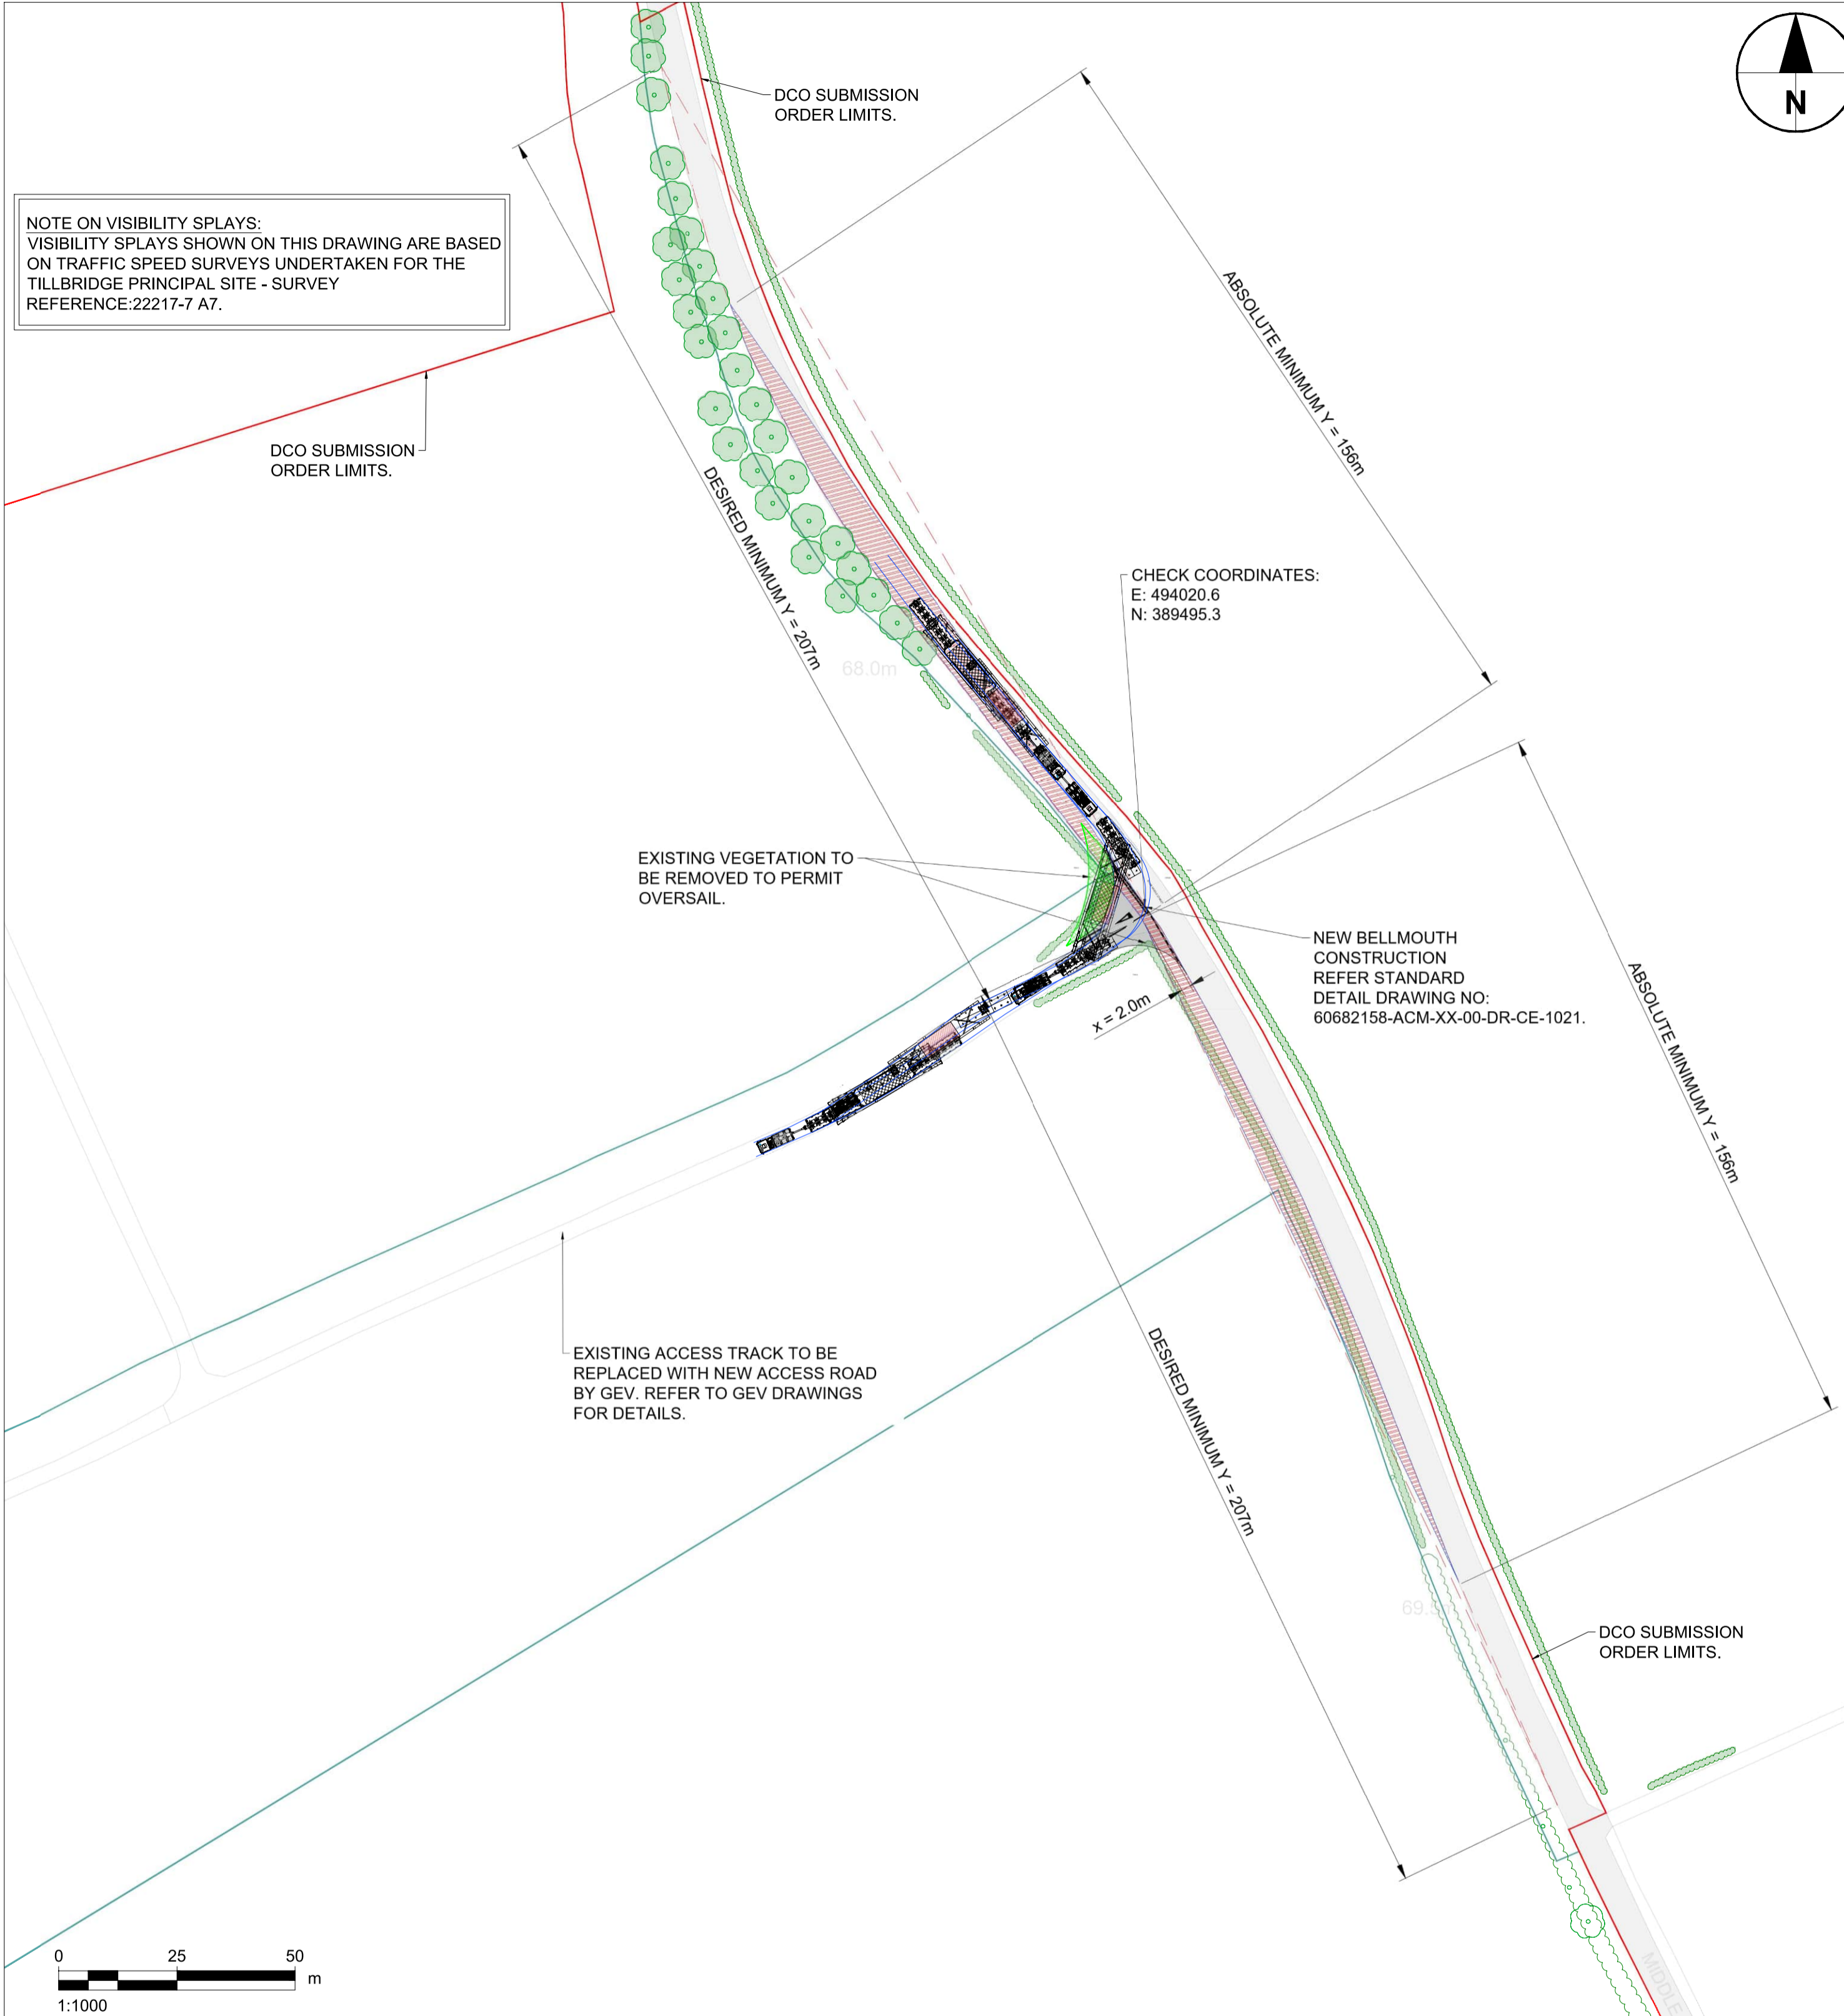 N
DCO SUBMISSION
ORDER LIMITS.
NOTE ON VISIBILITY SPLAYS:
VISIBILITY SPLAYS SHOWN ON THIS DRAWING ARE BASED
ON TRAFFIC SPEED SURVEYS UNDERTAKEN FOR THE
TILLBRIDGE PRINCIPAL SITE - SURVEY
REFERENCE:22217-7 A7.
ABSOLUTE MINIMUM Y = 156m
DCO SUBMISSION
ORDER LIMITS.
DESIRED MINIMUM Y = 207m
CHECK COORDINATES:
E: 494020.6
N: 389495.3
68.0m
EXISTING VEGETATION TO
BE REMOVED TO PERMIT
OVERSAIL.
NEW BELLMOUTH
CONSTRUCTION
REFER STANDARD
DETAIL DRAWING NO:
60682158-ACM-XX-00-DR-CE-1021.
x = 2.0m
ABSOLUTE MINIMUM Y = 156m
EXISTING ACCESS TRACK TO BE
REPLACED WITH NEW ACCESS ROAD
BY GEV. REFER TO GEV DRAWINGS
FOR DETAILS.
DESIRED MINIMUM Y = 207m
DCO SUBMISSION
ORDER LIMITS.
MIDDLE
0 25 50
m
1:1000